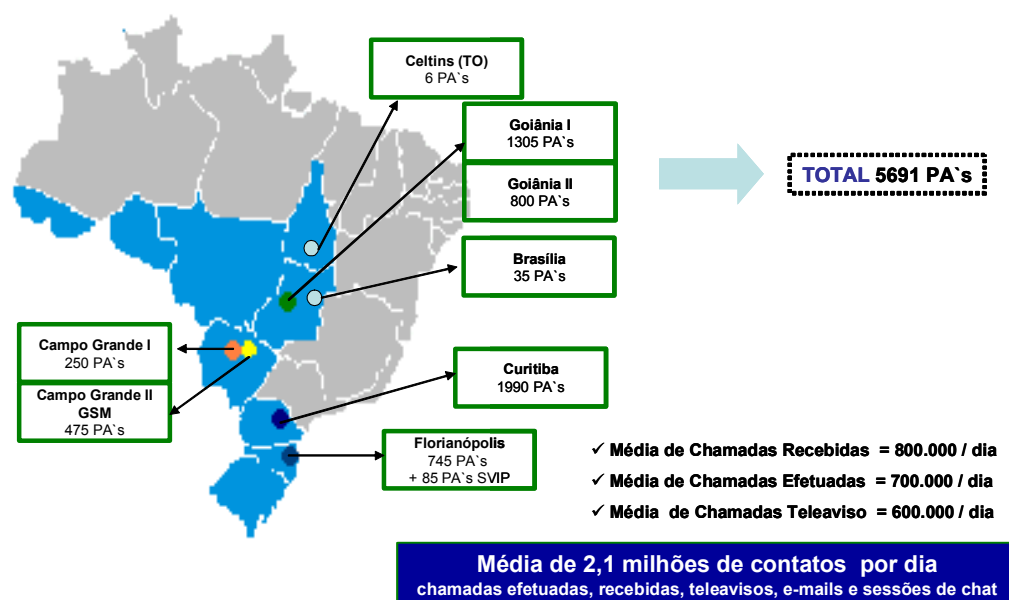 Celtins (TO)
6 PA`s
Goiânia I
1305 PA`s
Goiânia II
800 PA`s
TOTAL 5691 PA`s
Brasília
35 PA`s
Campo Grande I
250 PA`s
Campo Grande II
GSM
475 PA`s
Curitiba
1990 PA`s
Florianópolis
745 PA`s
+ 85 PA`s SVIP
✓ Média de Chamadas Recibidas = 800.000 / dia
✓ Média de Chamadas Efetuadas = 700.000 / dia
✓ Média de Chamadas Teleaviso = 600.000 / dia
Média de 2,1 milhões de contatos por dia
chamadas efetuadas, recebidas, teleavisos, e-mails e sessões de chat